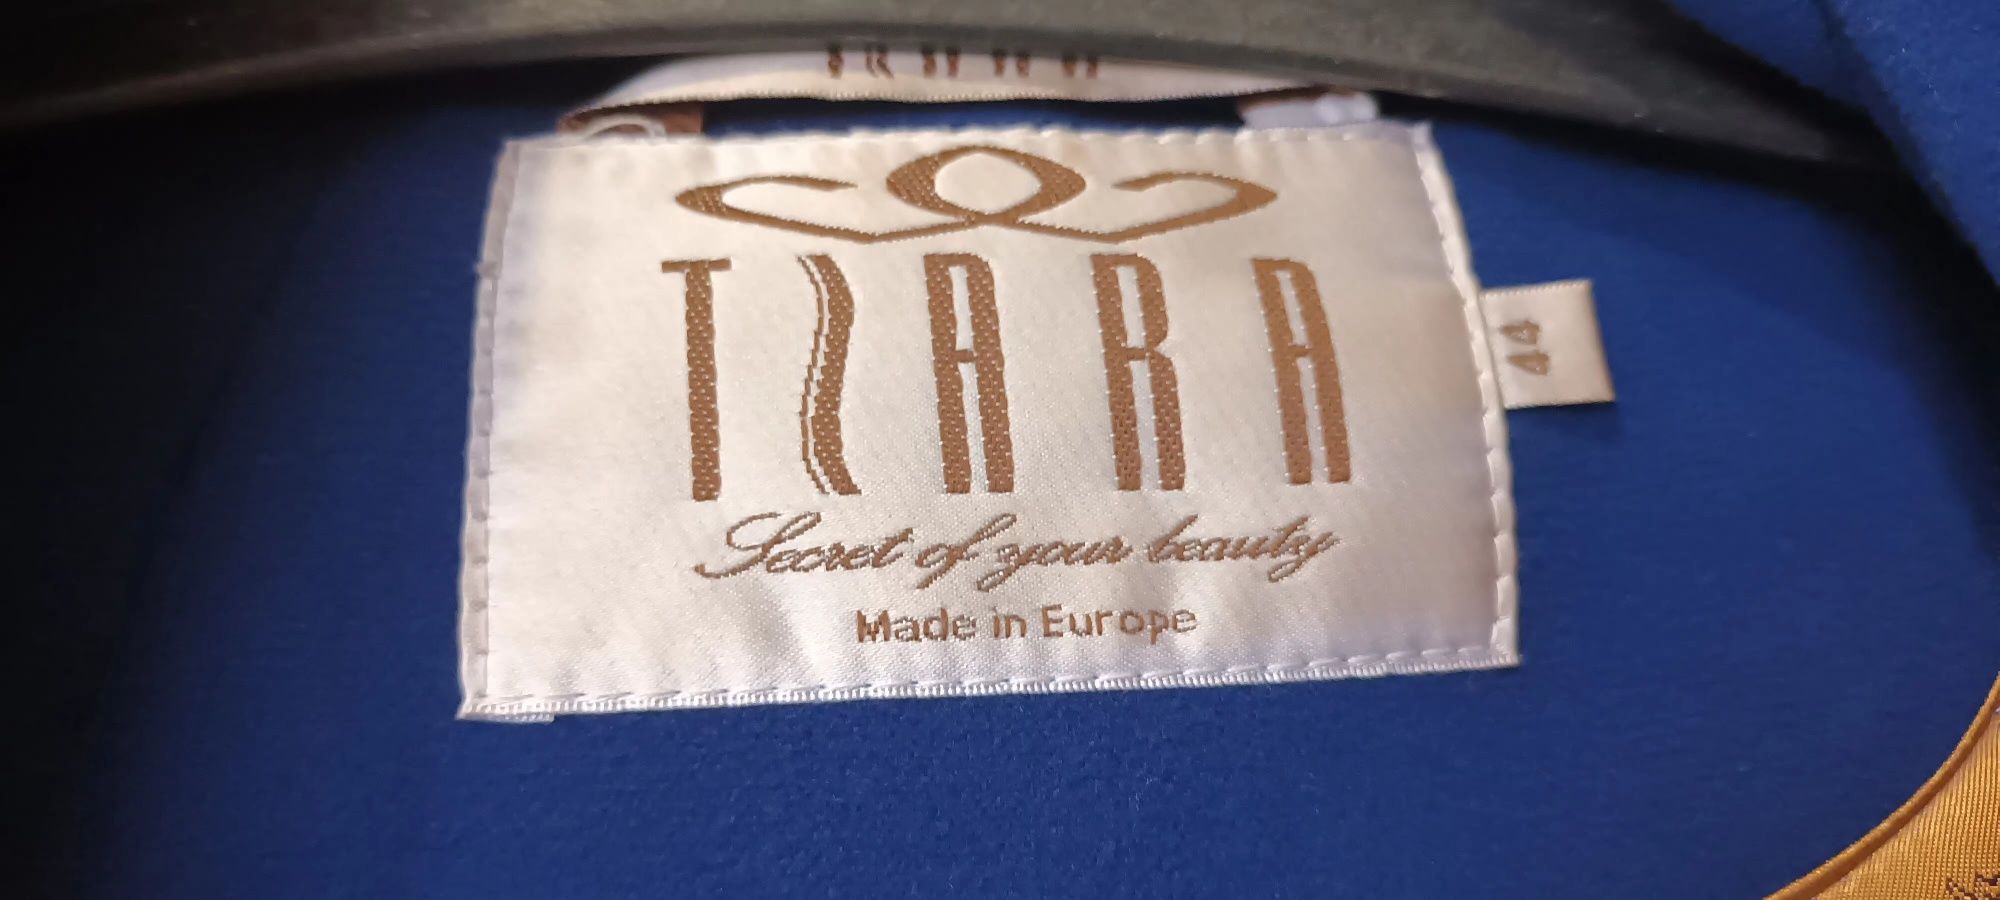 TIARA
44
Secret of your beauty
Made in Europe